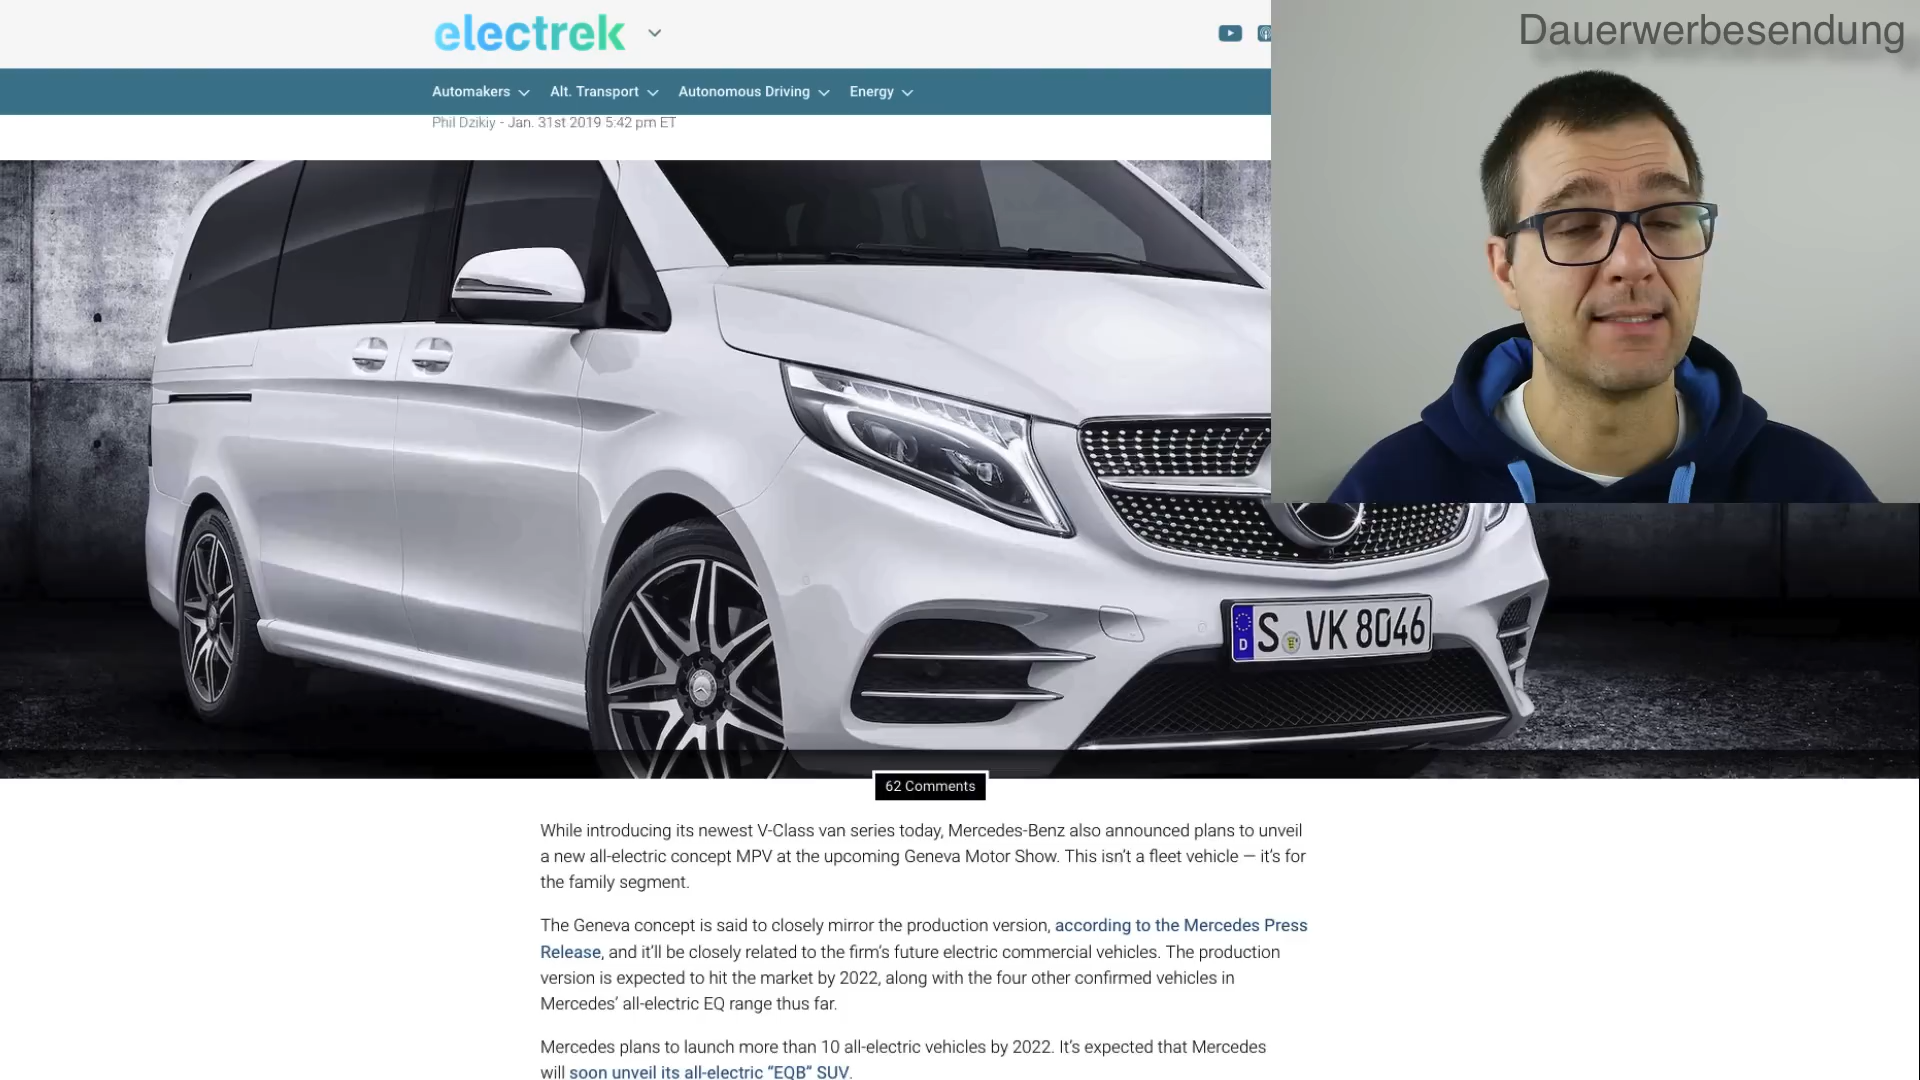 electrek
Dauerwerbesendung
Automakers Alt. Transport Autonomous Driving Energy
Phil Dzikiy - Jan. 31st 2019 5:42 pm ET
D S VK 8046
62 Comments
While introducing its newest V-Class van series today, Mercedes-Benz also announced plans to unveil
a new all-electric concept MPV at the upcoming Geneva Motor Show. This isn’t a fleet vehicle — it’s for
the family segment.
The Geneva concept is said to closely mirror the production version, according to the Mercedes Press
Release, and it’ll be closely related to the firm’s future electric commercial vehicles. The production
version is expected to hit the market by 2022, along with the four other confirmed vehicles in
Mercedes’ all-electric EQ range thus far.
Mercedes plans to launch more than 10 all-electric vehicles by 2022. It’s expected that Mercedes
will soon unveil its all-electric “EQB” SUV.